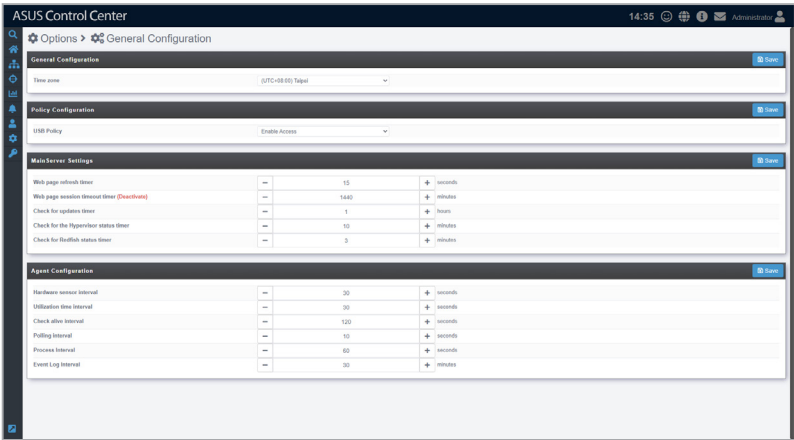 ASUS Control Center
14:35 Administrator
Options > General Configuration
General Configuration Save
Time zone (UTC+08:00) Taipei
Policy Configuration Save
USB Policy Enable Access
MainServer Settings Save
Web page refresh timer − 15 + seconds
Web page session timeout timer (Deactivate) − 1440 + minutes
Check for updates timer − 1 + hours
Check for the Hypervisor status timer − 10 + minutes
Check for Redfish status timer − 3 + minutes
Agent Configuration Save
Hardware sensor interval − 30 + seconds
Utilization time interval − 30 + seconds
Check alive interval − 120 + seconds
Polling interval − 10 + seconds
Process Interval − 60 + seconds
Event Log Interval − 30 + minutes